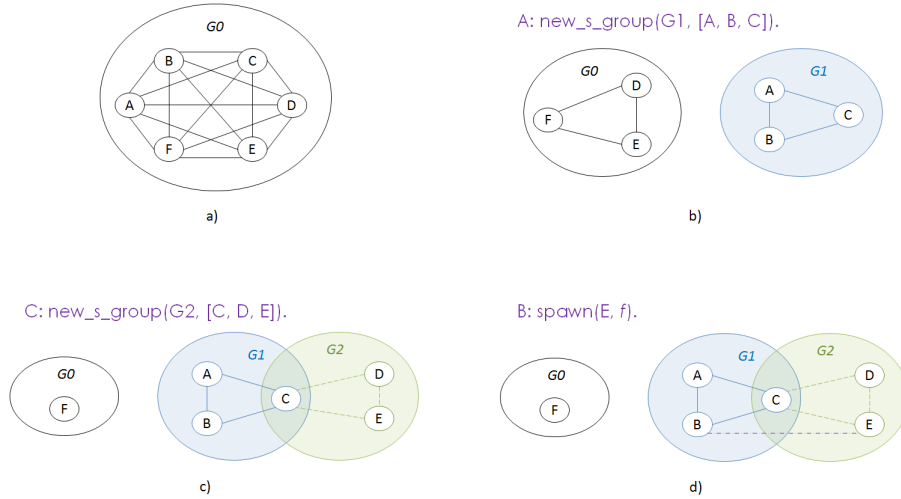 G0
B
C
A
D
F
E
a)
A: new_s_group(G1, [A, B, C]).
G0
D
F
E
G1
A
C
B
b)
C: new_s_group(G2, [C, D, E]).
G0
F
G1
G2
A
D
C
B
E
c)
B: spawn(E, f).
G0
F
G1
G2
A
D
C
B
E
d)